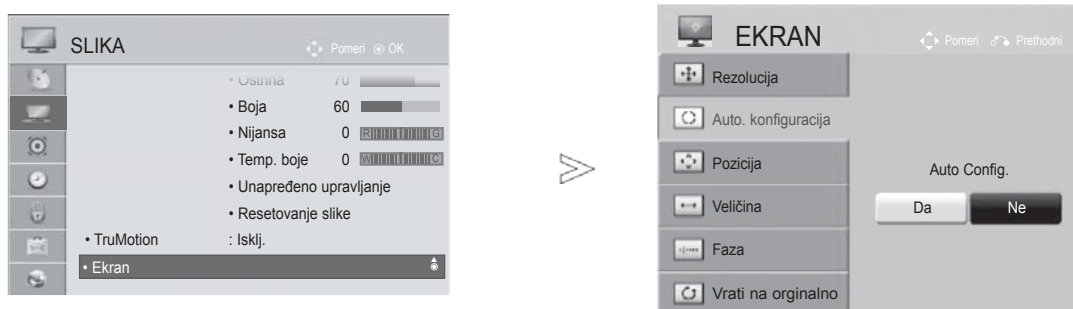 SLIKA
Pomeri OK
• Oštrina 70
• Boja 60
• Nijansa 0 R G
• Temp. boje 0 W C
• Unapređeno upravljanje
• Resetovanje slike
• TruMotion : Isklj.
• Ekran
EKRAN
Pomeri Prethodni
Rezolucija
Auto. konfiguracija
Pozicija
Veličina
Faza
Vrati na orginalno
Auto Config.
Da Ne